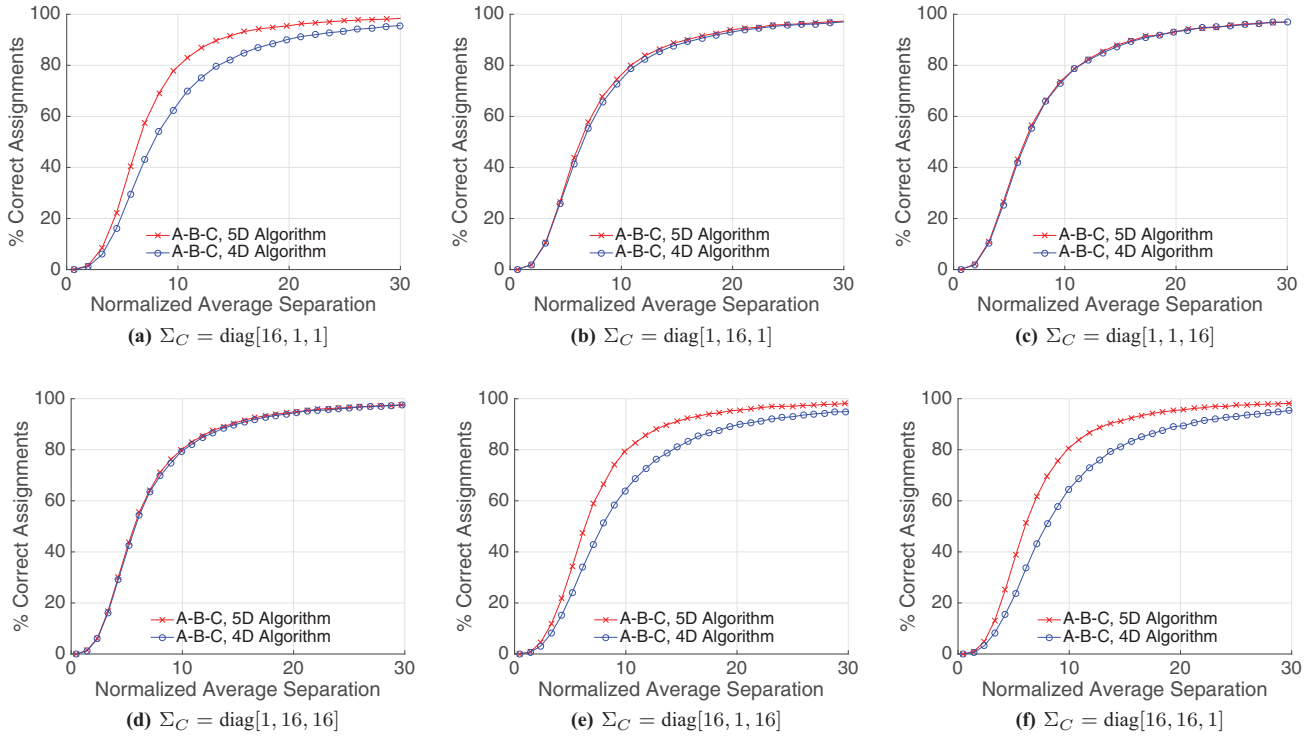 % Correct Assignments
100
80
60
40
20
0
A-B-C, 5D Algorithm
A-B-C, 4D Algorithm
0 10 20 30
Normalized Average Separation
(a) Σ_C = diag[16, 1, 1]
% Correct Assignments
100
80
60
40
20
0
A-B-C, 5D Algorithm
A-B-C, 4D Algorithm
0 10 20 30
Normalized Average Separation
(b) Σ_C = diag[1, 16, 1]
% Correct Assignments
100
80
60
40
20
0
A-B-C, 5D Algorithm
A-B-C, 4D Algorithm
0 10 20 30
Normalized Average Separation
(c) Σ_C = diag[1, 1, 16]
% Correct Assignments
100
80
60
40
20
0
A-B-C, 5D Algorithm
A-B-C, 4D Algorithm
0 10 20 30
Normalized Average Separation
(d) Σ_C = diag[1, 16, 16]
% Correct Assignments
100
80
60
40
20
0
A-B-C, 5D Algorithm
A-B-C, 4D Algorithm
0 10 20 30
Normalized Average Separation
(e) Σ_C = diag[16, 1, 16]
% Correct Assignments
100
80
60
40
20
0
A-B-C, 5D Algorithm
A-B-C, 4D Algorithm
0 10 20 30
Normalized Average Separation
(f) Σ_C = diag[16, 16, 1]